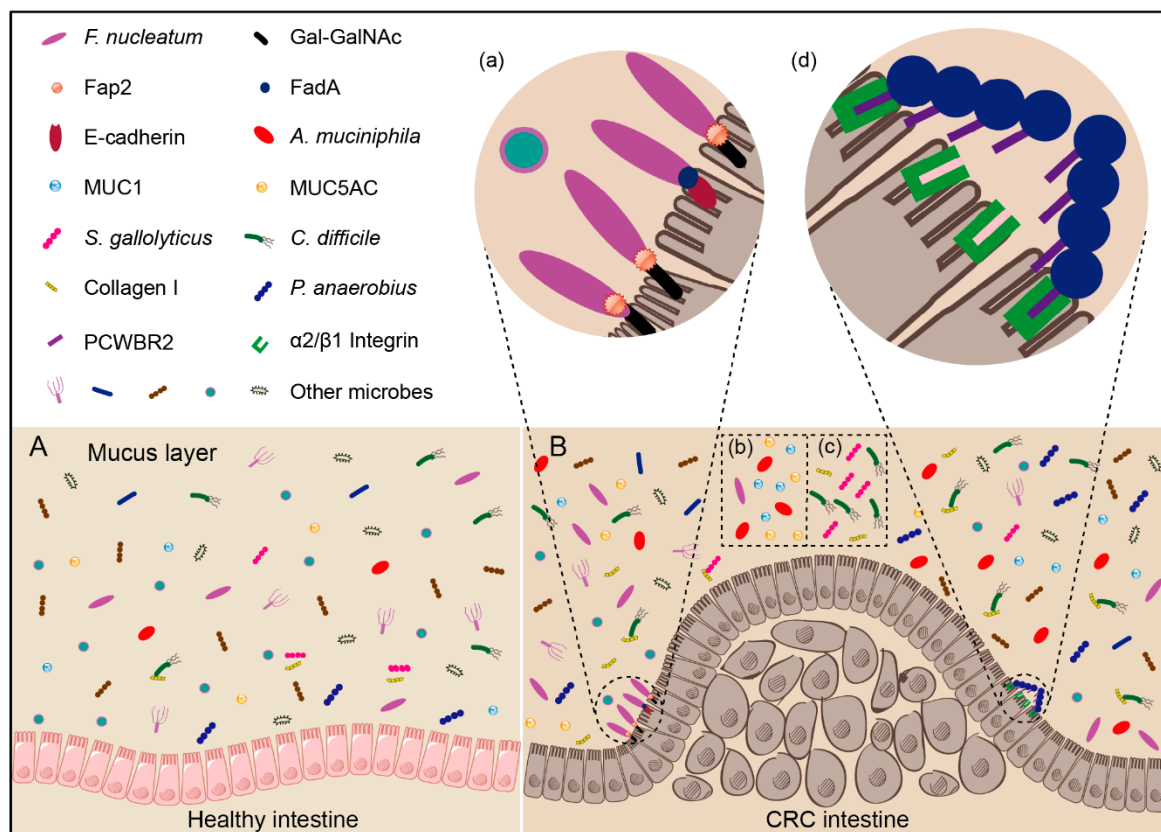 F. nucleatum
Gal-GalNAc
Fap2
FadA
E-cadherin
A. muciniphila
MUC1
MUC5AC
S. gallolyticus
C. difficile
Collagen I
P. anaerobius
PCWBR2
α2/β1 Integrin
Other microbes
(a)
(d)
A
Mucus layer
B
(b)
(c)
Healthy intestine
CRC intestine